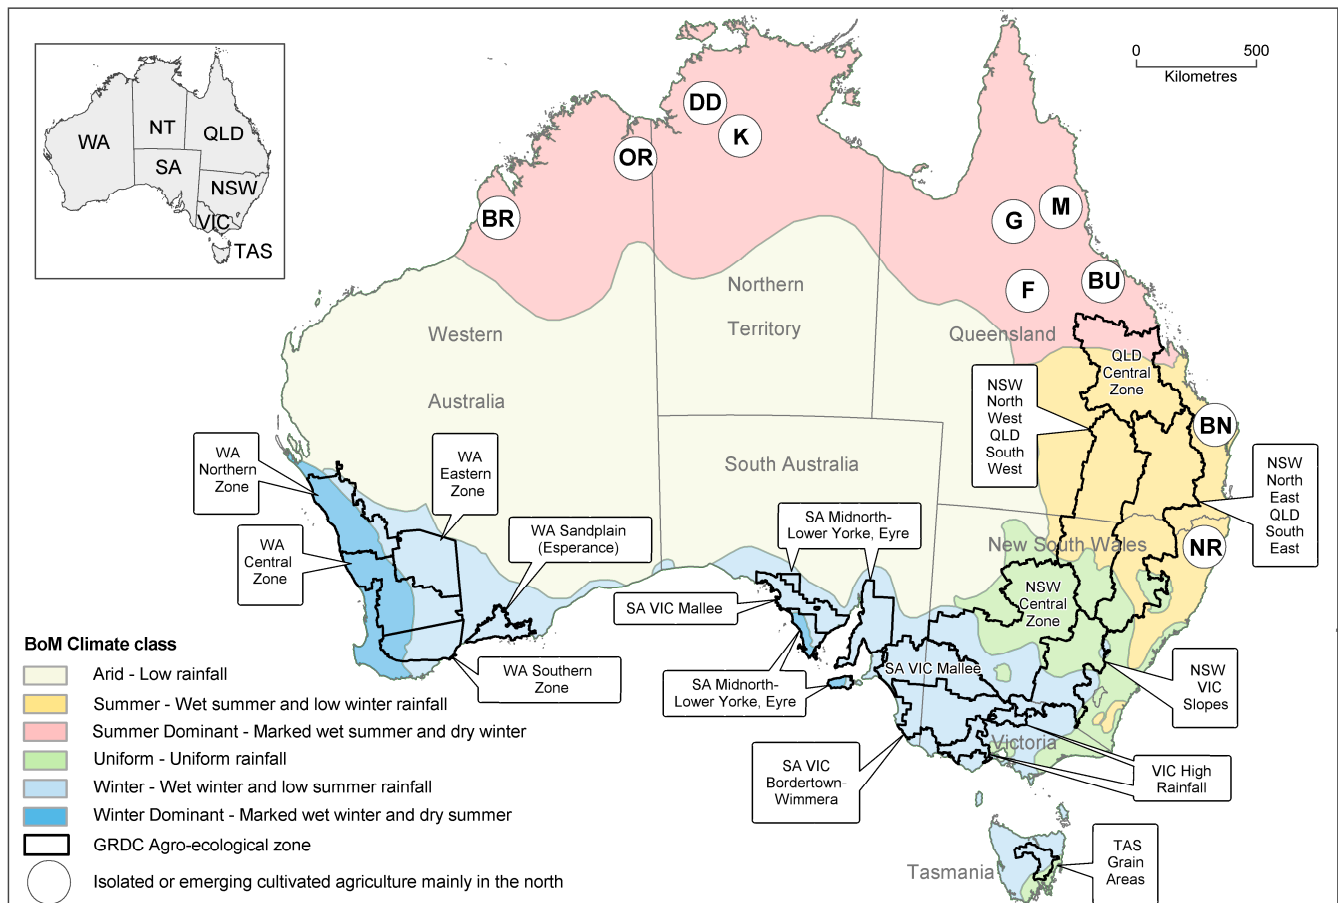 WA
NT
QLD
SA
NSW
VIC
TAS
0
500
Kilometres
DD
K
OR
BR
G
M
F
BU
BN
NR
Northern
Territory
Western
Australia
Queensland
South Australia
New South Wales
Victoria
Tasmania
QLD
Central
Zone
NSW
North
West
QLD
South
West
NSW
North
East
QLD
South
East
WA
Northern
Zone
WA
Eastern
Zone
WA
Central
Zone
WA Sandplain
(Esperance)
WA Southern
Zone
SA Midnorth-
Lower Yorke, Eyre
SA VIC Mallee
SA Midnorth-
Lower Yorke, Eyre
SA VIC Mallee
NSW
Central
Zone
NSW
VIC
Slopes
SA VIC
Bordertown-
Wimmera
VIC High
Rainfall
TAS
Grain
Areas
BoM Climate class
Arid - Low rainfall
Summer - Wet summer and low winter rainfall
Summer Dominant - Marked wet summer and dry winter
Uniform - Uniform rainfall
Winter - Wet winter and low summer rainfall
Winter Dominant - Marked wet winter and dry summer
GRDC Agro-ecological zone
Isolated or emerging cultivated agriculture mainly in the north